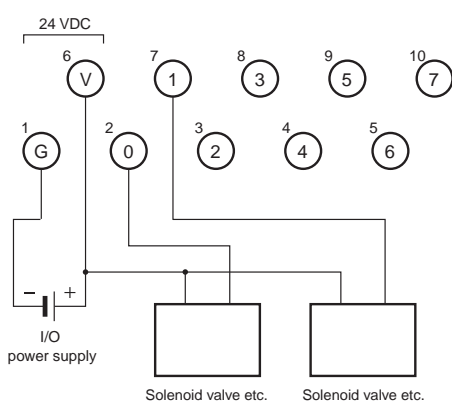 24 VDC
6 7 8 9 10
V 1 3 5 7
1 2 3 4 5
G 0 2 4 6
− +
I/O
power supply
Solenoid valve etc. Solenoid valve etc.